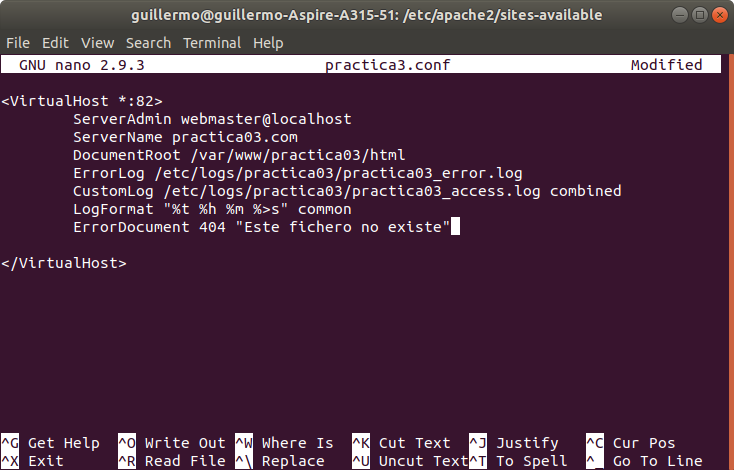 guillermo@guillermo-Aspire-A315-51: /etc/apache2/sites-available
File Edit View Search Terminal Help
GNU nano 2.9.3 practica3.conf Modified
<VirtualHost *:82>
ServerAdmin webmaster@localhost
ServerName practica03.com
DocumentRoot /var/www/practica03/html
ErrorLog /etc/logs/practica03/practica03_error.log
CustomLog /etc/logs/practica03/practica03_access.log combined
LogFormat "%t %h %m %>s" common
ErrorDocument 404 "Este fichero no existe"
</VirtualHost>
^G Get Help ^O Write Out ^W Where Is ^K Cut Text ^J Justify ^C Cur Pos
^X Exit ^R Read File ^\ Replace ^U Uncut Text ^T To Spell ^_ Go To Line